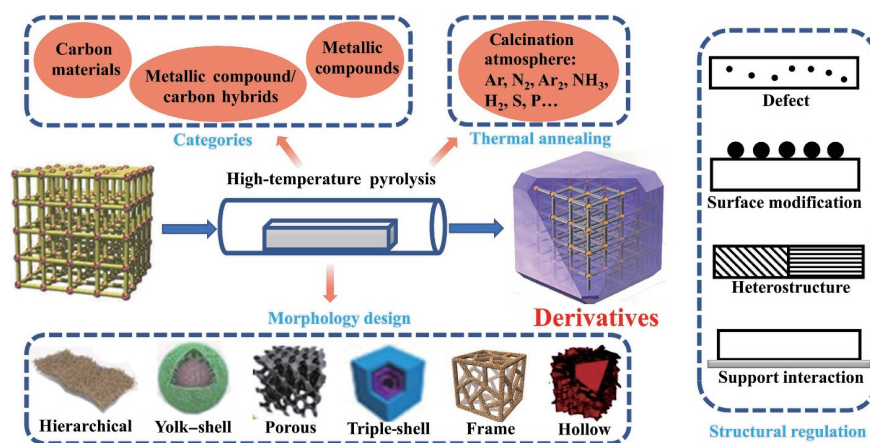 Carbon
materials
Metallic compound/
carbon hybrids
Metallic
compounds
Categories
Calcination
atmosphere:
Ar, N₂, Ar₂, NH₃,
H₂, S, P…
Thermal annealing
High-temperature pyrolysis
Derivatives
Morphology design
Hierarchical
Yolk–shell
Porous
Triple-shell
Frame
Hollow
Defect
Surface modification
Heterostructure
Support interaction
Structural regulation